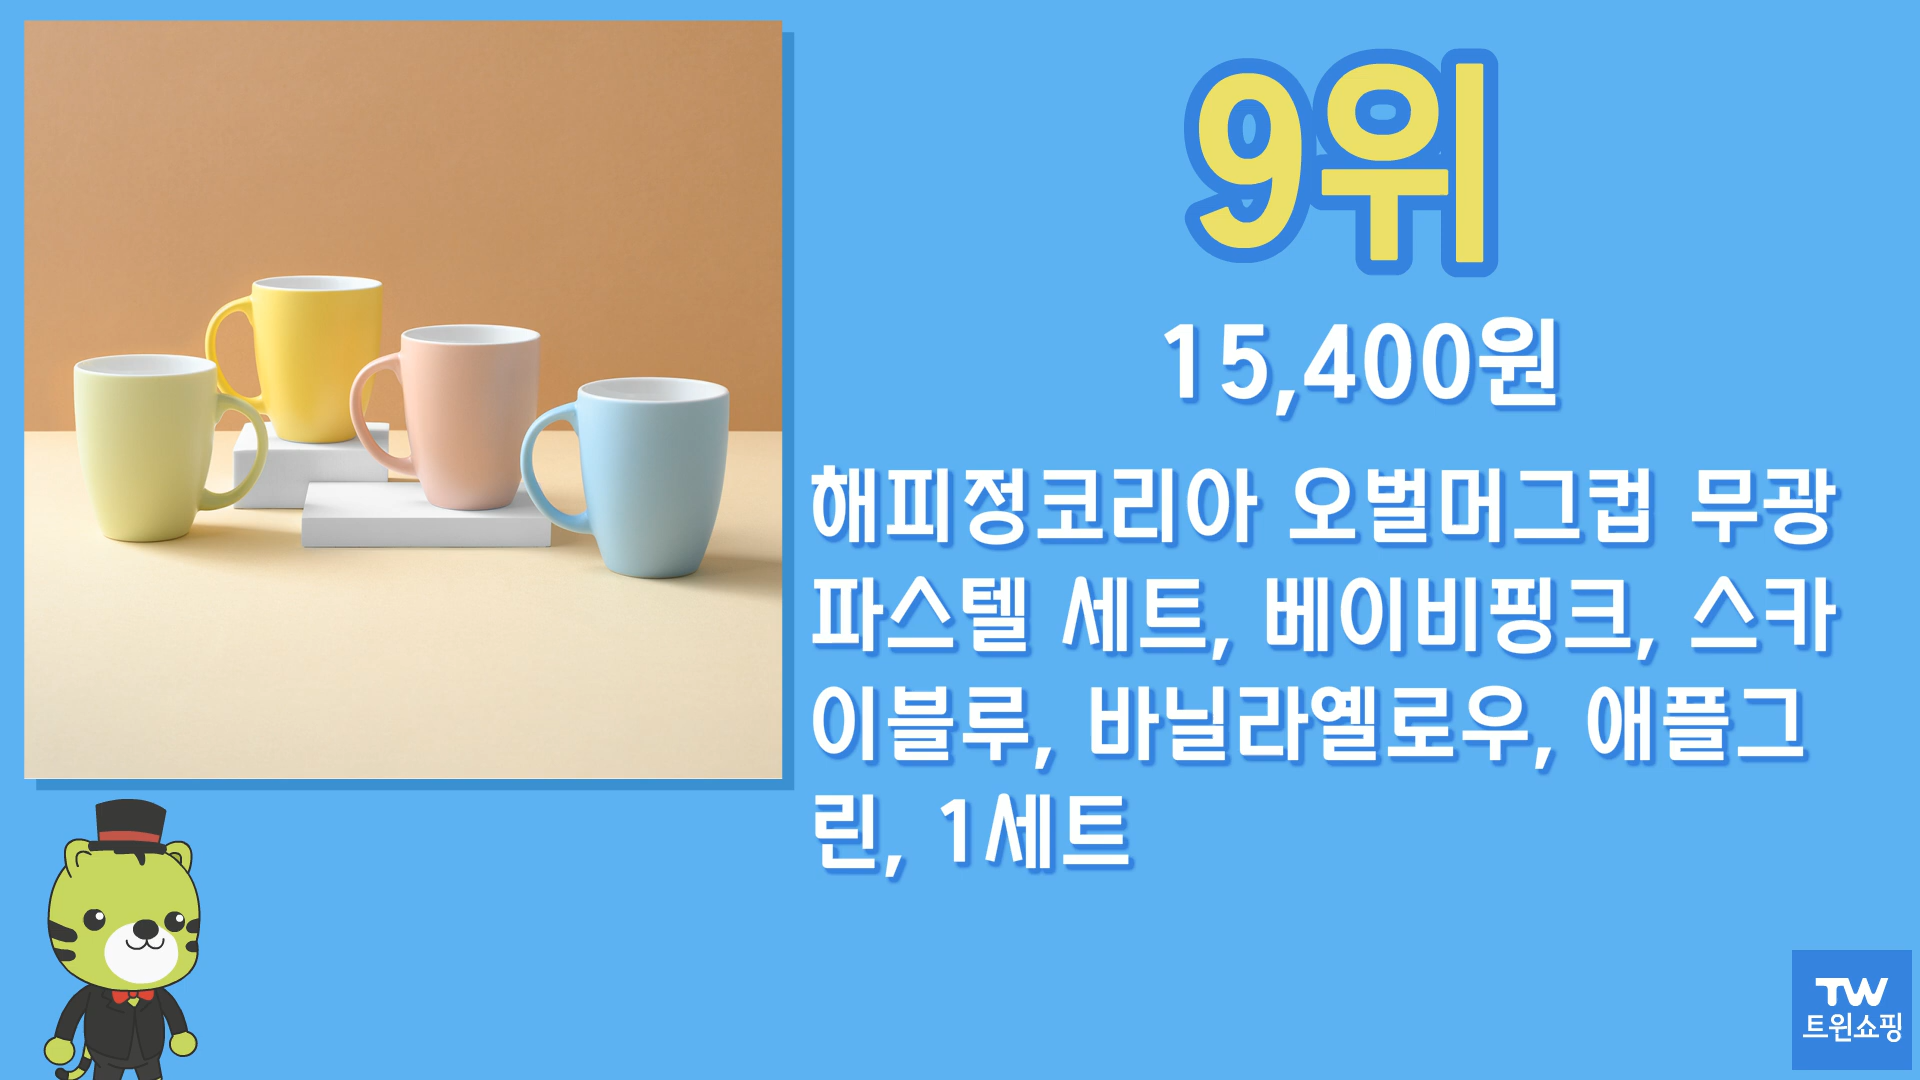 9위
15,400원
해피정코리아 오벌머그컵 무광
파스텔 세트, 베이비핑크, 스카
이블루, 바닐라옐로우, 애플그
린, 1세트
TW
트윈쇼핑